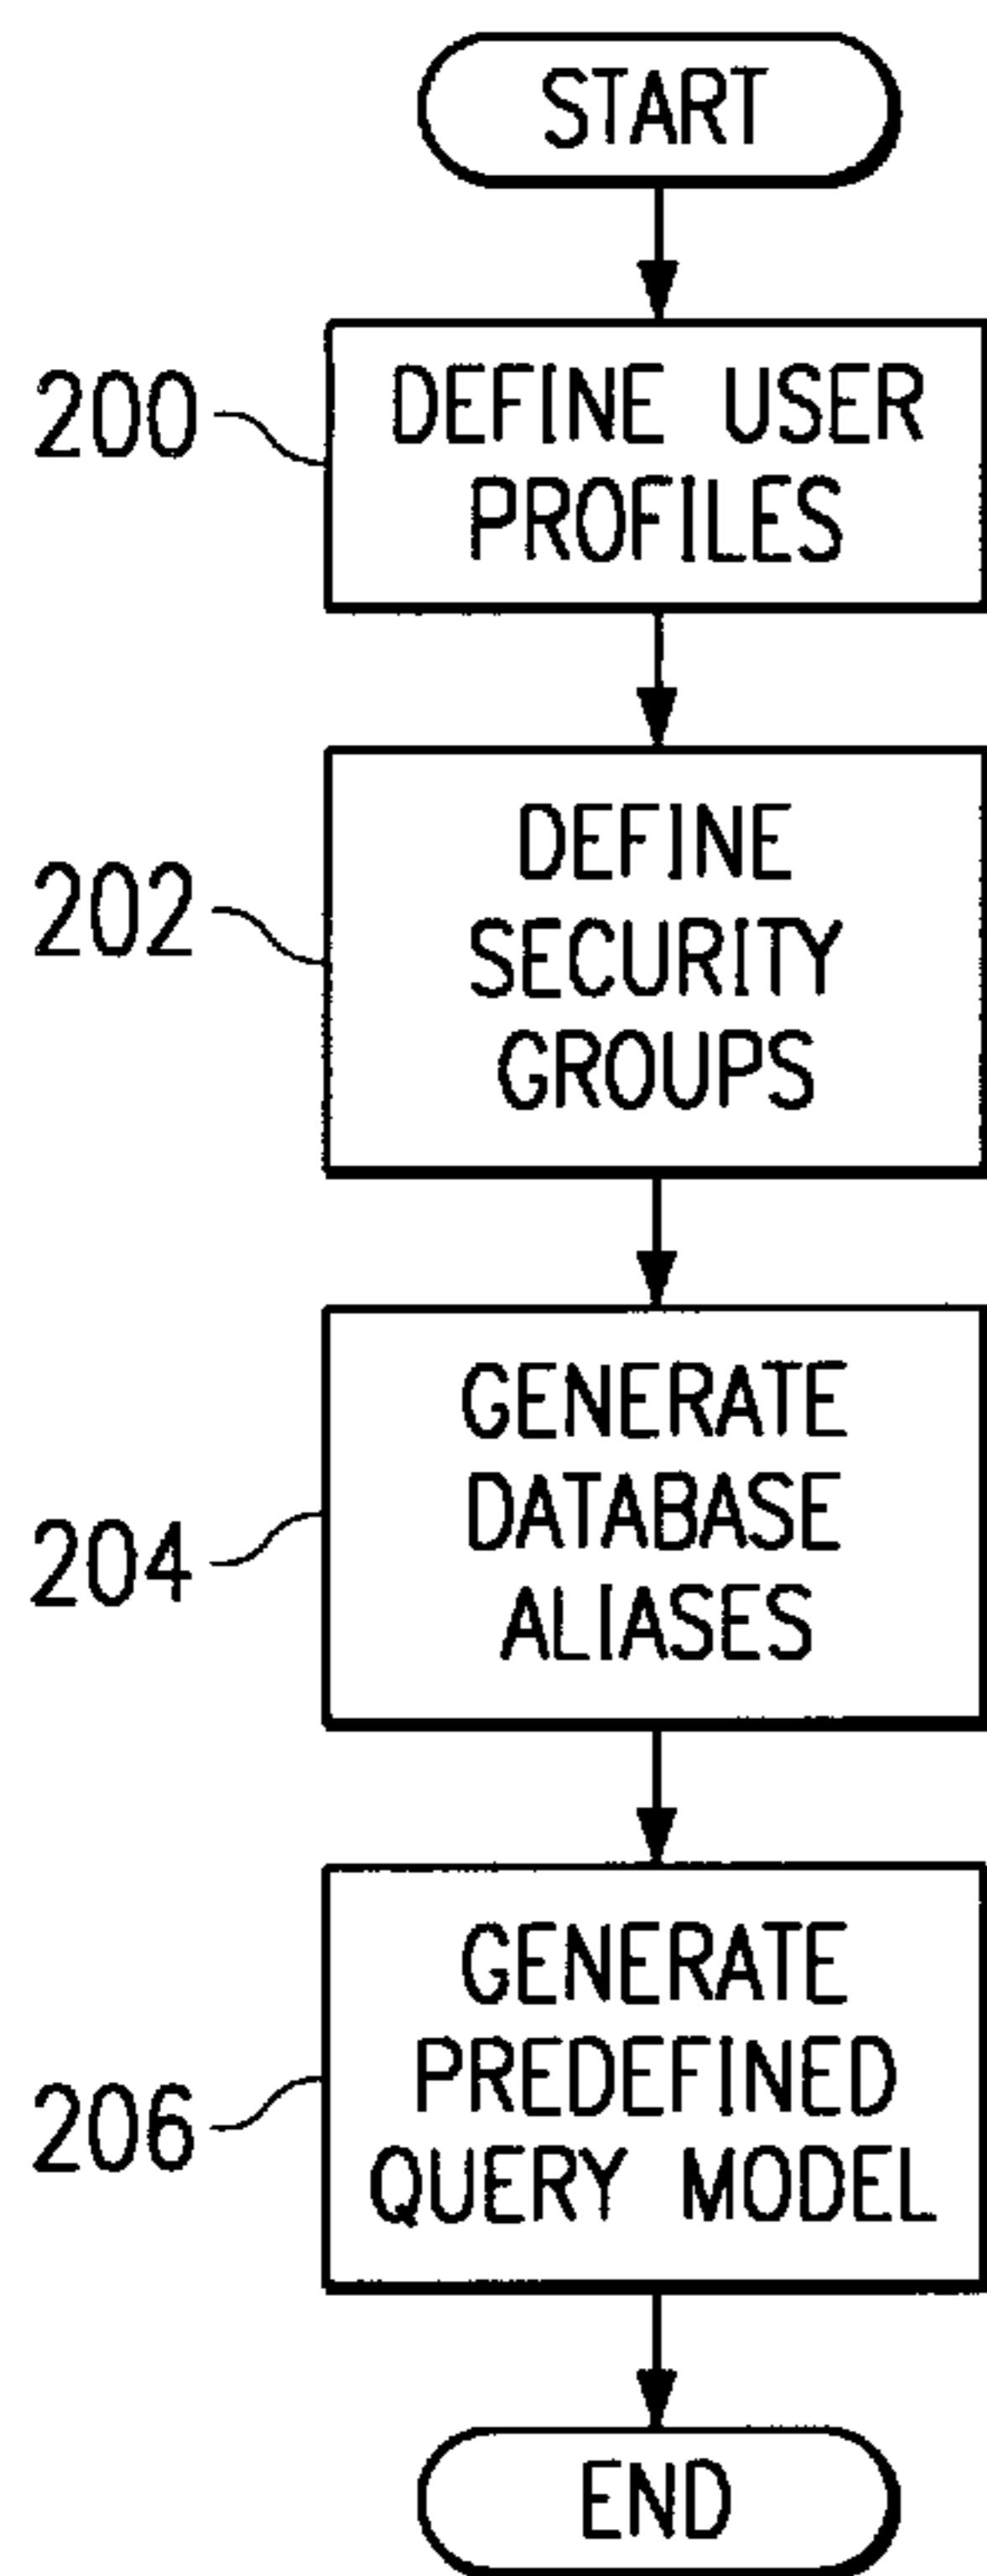 START
200
DEFINE USER
PROFILES
202
DEFINE
SECURITY
GROUPS
204
GENERATE
DATABASE
ALIASES
206
GENERATE
PREDEFINED
QUERY MODEL
END